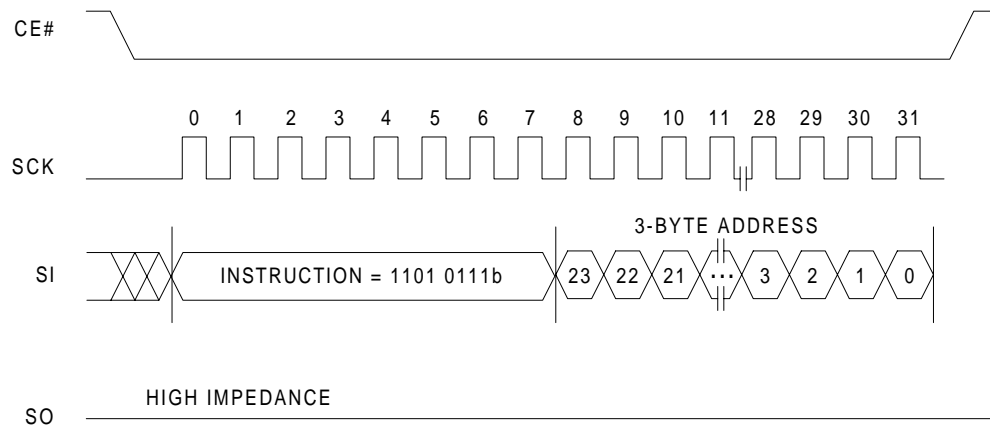 CE#
0 1 2 3 4 5 6 7 8 9 10 11 28 29 30 31
SCK
3-BYTE ADDRESS
SI INSTRUCTION = 1101 0111b 23 22 21 ... 3 2 1 0
HIGH IMPEDANCE
SO